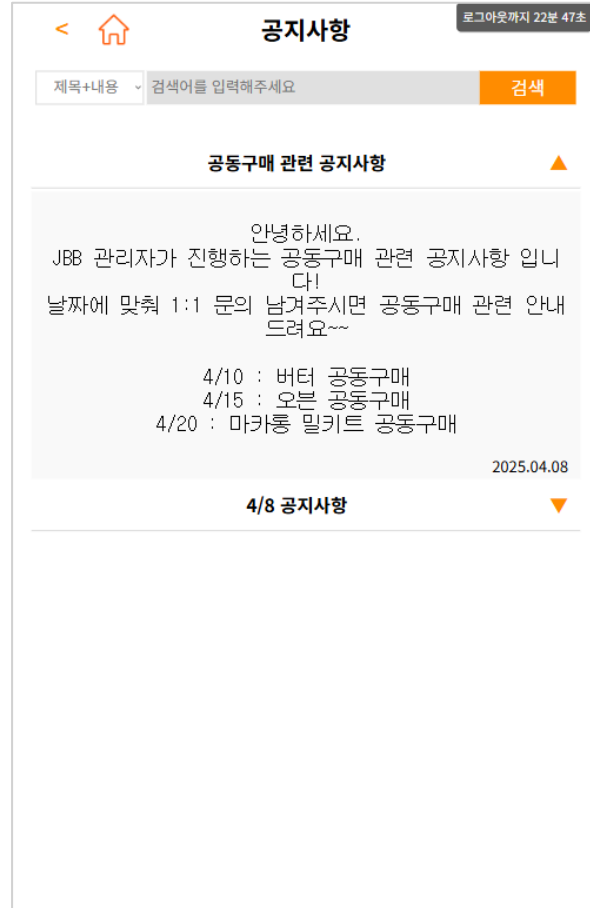 로그아웃까지 22분 47초
< 공지사항
제목+내용 검색어를 입력해주세요 검색
공동구매 관련 공지사항 ▲
안녕하세요.
JBB 관리자가 진행하는 공동구매 관련 공지사항 입니
다!
날짜에 맞춰 1:1 문의 남겨주시면 공동구매 관련 안내
드려요~~
4/10 : 버터 공동구매
4/15 : 오븐 공동구매
4/20 : 마카롱 밀키트 공동구매
2025.04.08
4/8 공지사항 ▼